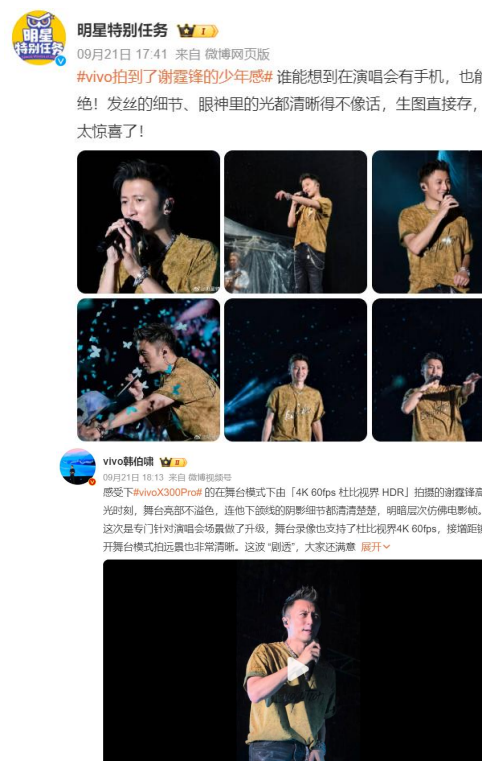 明星
特别任务
明星特别任务
I
09月21日 17:41 来自 微博网页版
#vivo拍到了谢霆锋的少年感# 谁能想到在演唱会有手机，也能
绝！发丝的细节、眼神里的光都清晰得不像话，生图直接存，
太惊喜了！
vivo韩伯啸
II
09月21日 18:13 来自 微博视频号
感受下#vivoX300Pro# 的在舞台模式下由「4K 60fps 杜比视界 HDR」拍摄的谢霆锋高
光时刻，舞台亮部不溢色，连他下颌线的阴影细节都清清楚楚，明暗层次仿佛电影帧。
这次是专门针对演唱会场景做了升级，舞台录像也支持了杜比视界4K 60fps，接增距镜
开舞台模式拍远景也非常清晰。这波 “剧透”，大家还满意 展开